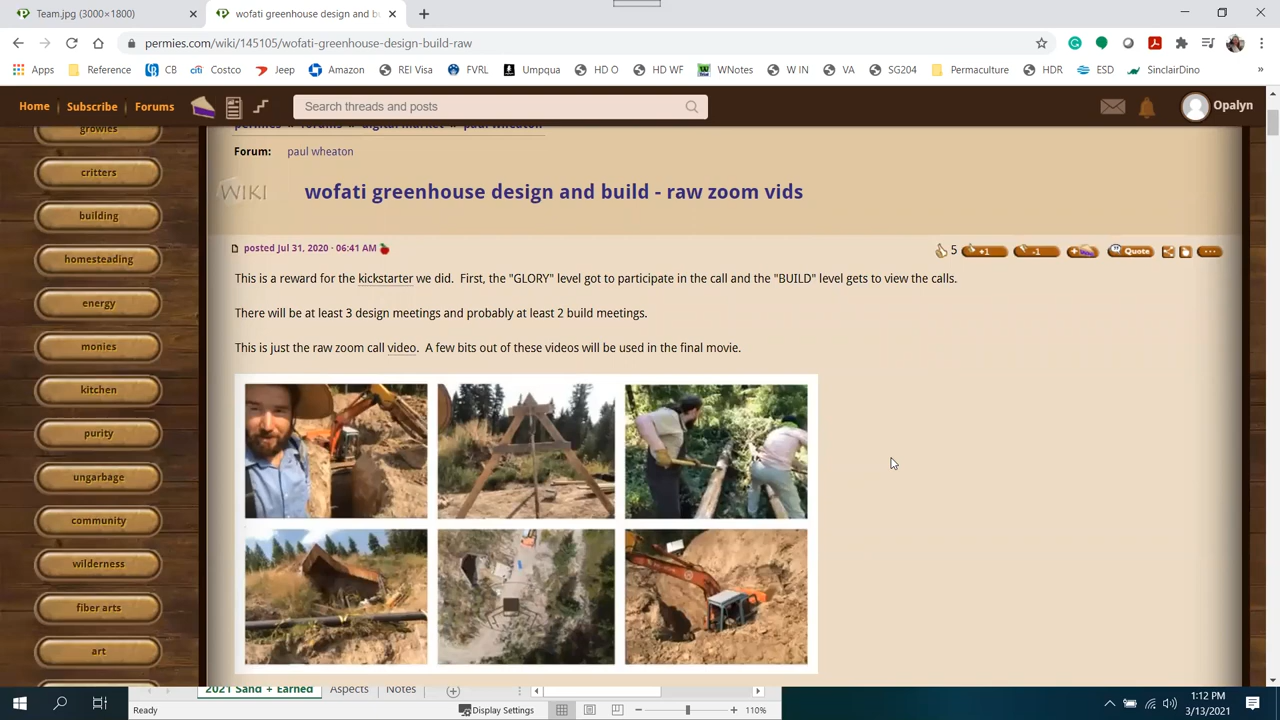 Team.jpg (3000×1800)
wofati greenhouse design and bu
permies.com/wiki/145105/wofati-greenhouse-design-build-raw
Apps Reference CB Costco Jeep Amazon REI Visa FVRL Umpqua HD O HD WF WNotes W IN VA SG204 Permaculture HDR ESD SinclairDino »
Home Subscribe Forums Search threads and posts Opalyn
growies
critters
building
homesteading
energy
monies
kitchen
purity
ungarbage
community
wilderness
fiber arts
art
permies » forums » digital market » paul wheaton
Forum: paul wheaton
WIKI wofati greenhouse design and build - raw zoom vids
posted Jul 31, 2020 - 06:41 AM 5 +1 -1 Quote
This is a reward for the kickstarter we did. First, the "GLORY" level got to participate in the call and the "BUILD" level gets to view the calls.
There will be at least 3 design meetings and probably at least 2 build meetings.
This is just the raw zoom call video. A few bits out of these videos will be used in the final movie.
2021 Sand + Earned Aspects Notes
Ready Display Settings 110%
1:12 PM
3/13/2021